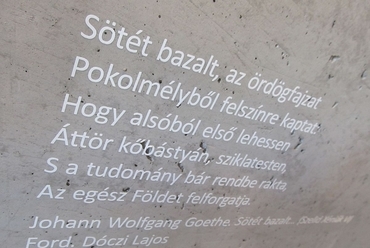 Sötét bazalt, az ördögfajzat
Pokolmélyből felszínre kaptat:
Hogy alsóból első lehessen
Áttör kőbástyán, sziklatesten,
S a tudomány bár rendbe rakta,
Az egész Földet felforgatja.
Johann Wolfgang Goethe. Sötét bazalt...
Ford. Dóczi Lajos